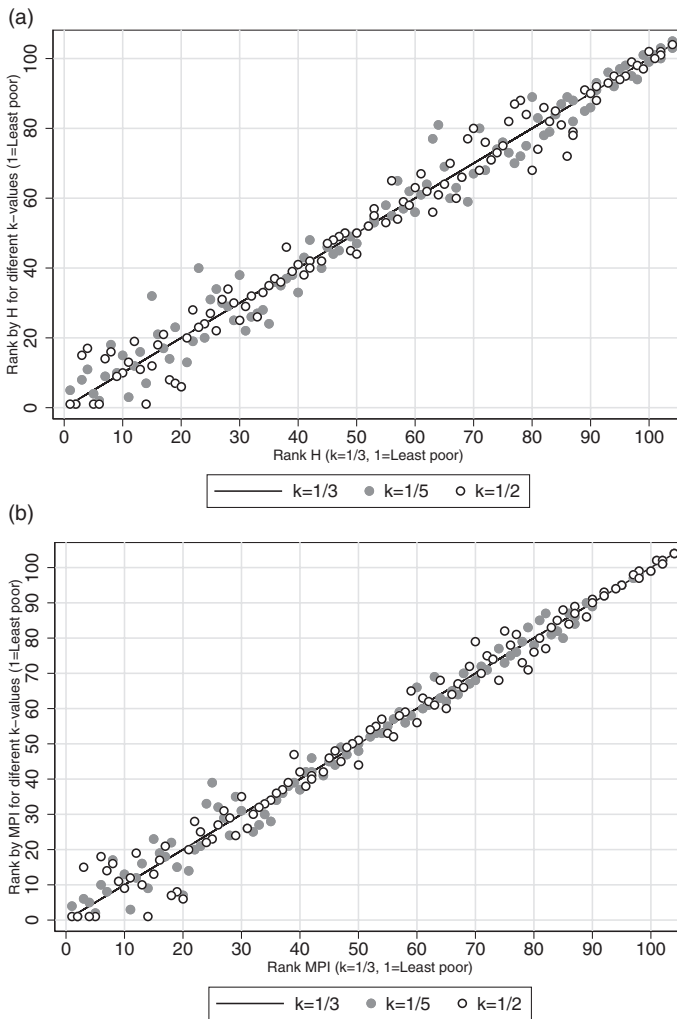 (a)
Rank by H for diferent k-values (1=Least poor)
100
80
60
40
20
0
0 10 20 30 40 50 60 70 80 90 100
Rank H (k=1/3, 1=Least poor)
k=1/3 k=1/5 k=1/2
(b)
Rank by MPI for diferent k-values (1=Least poor)
100
90
80
70
60
50
40
30
20
10
0
0 10 20 30 40 50 60 70 80 90 100
Rank MPI (k=1/3, 1=Least poor)
k=1/3 k=1/5 k=1/2